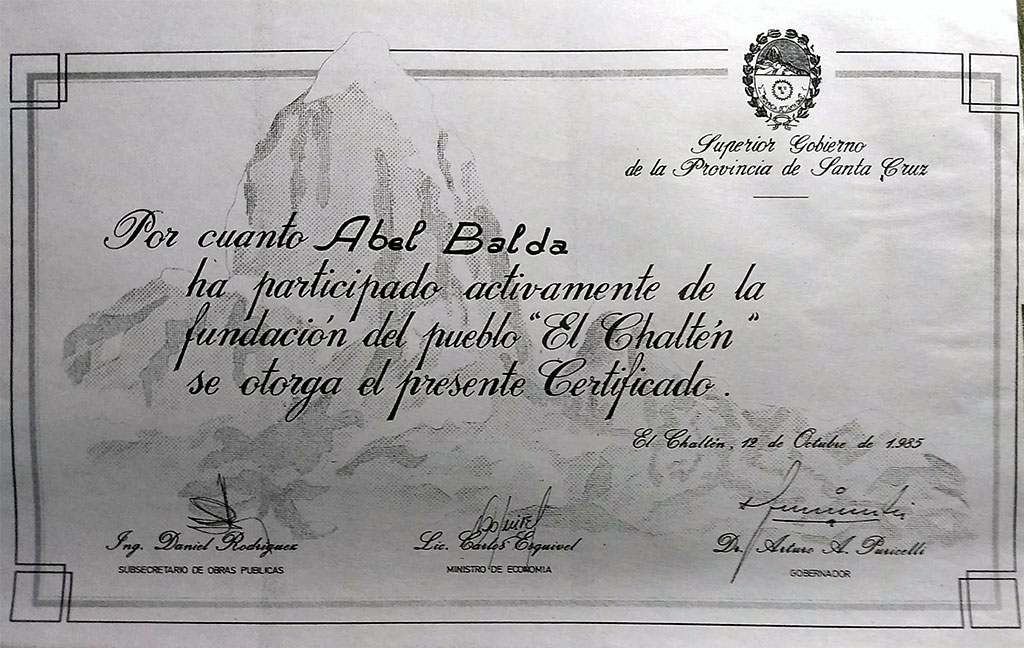 Superior Gobierno
de la Provincia de Santa Cruz
Por cuanto Abel Balda
ha participado activamente de la
fundación del pueblo "El Chaltén"
se otorga el presente Certificado.
El Chaltén, 12 de Octubre de 1.985
Ing. Daniel Rodriguez
SUBSECRETARIO DE OBRAS PUBLICAS
Lic. Carlos Esquivel
MINISTRO DE ECONOMIA
Dr. Arturo A. Puricelli
GOBERNADOR